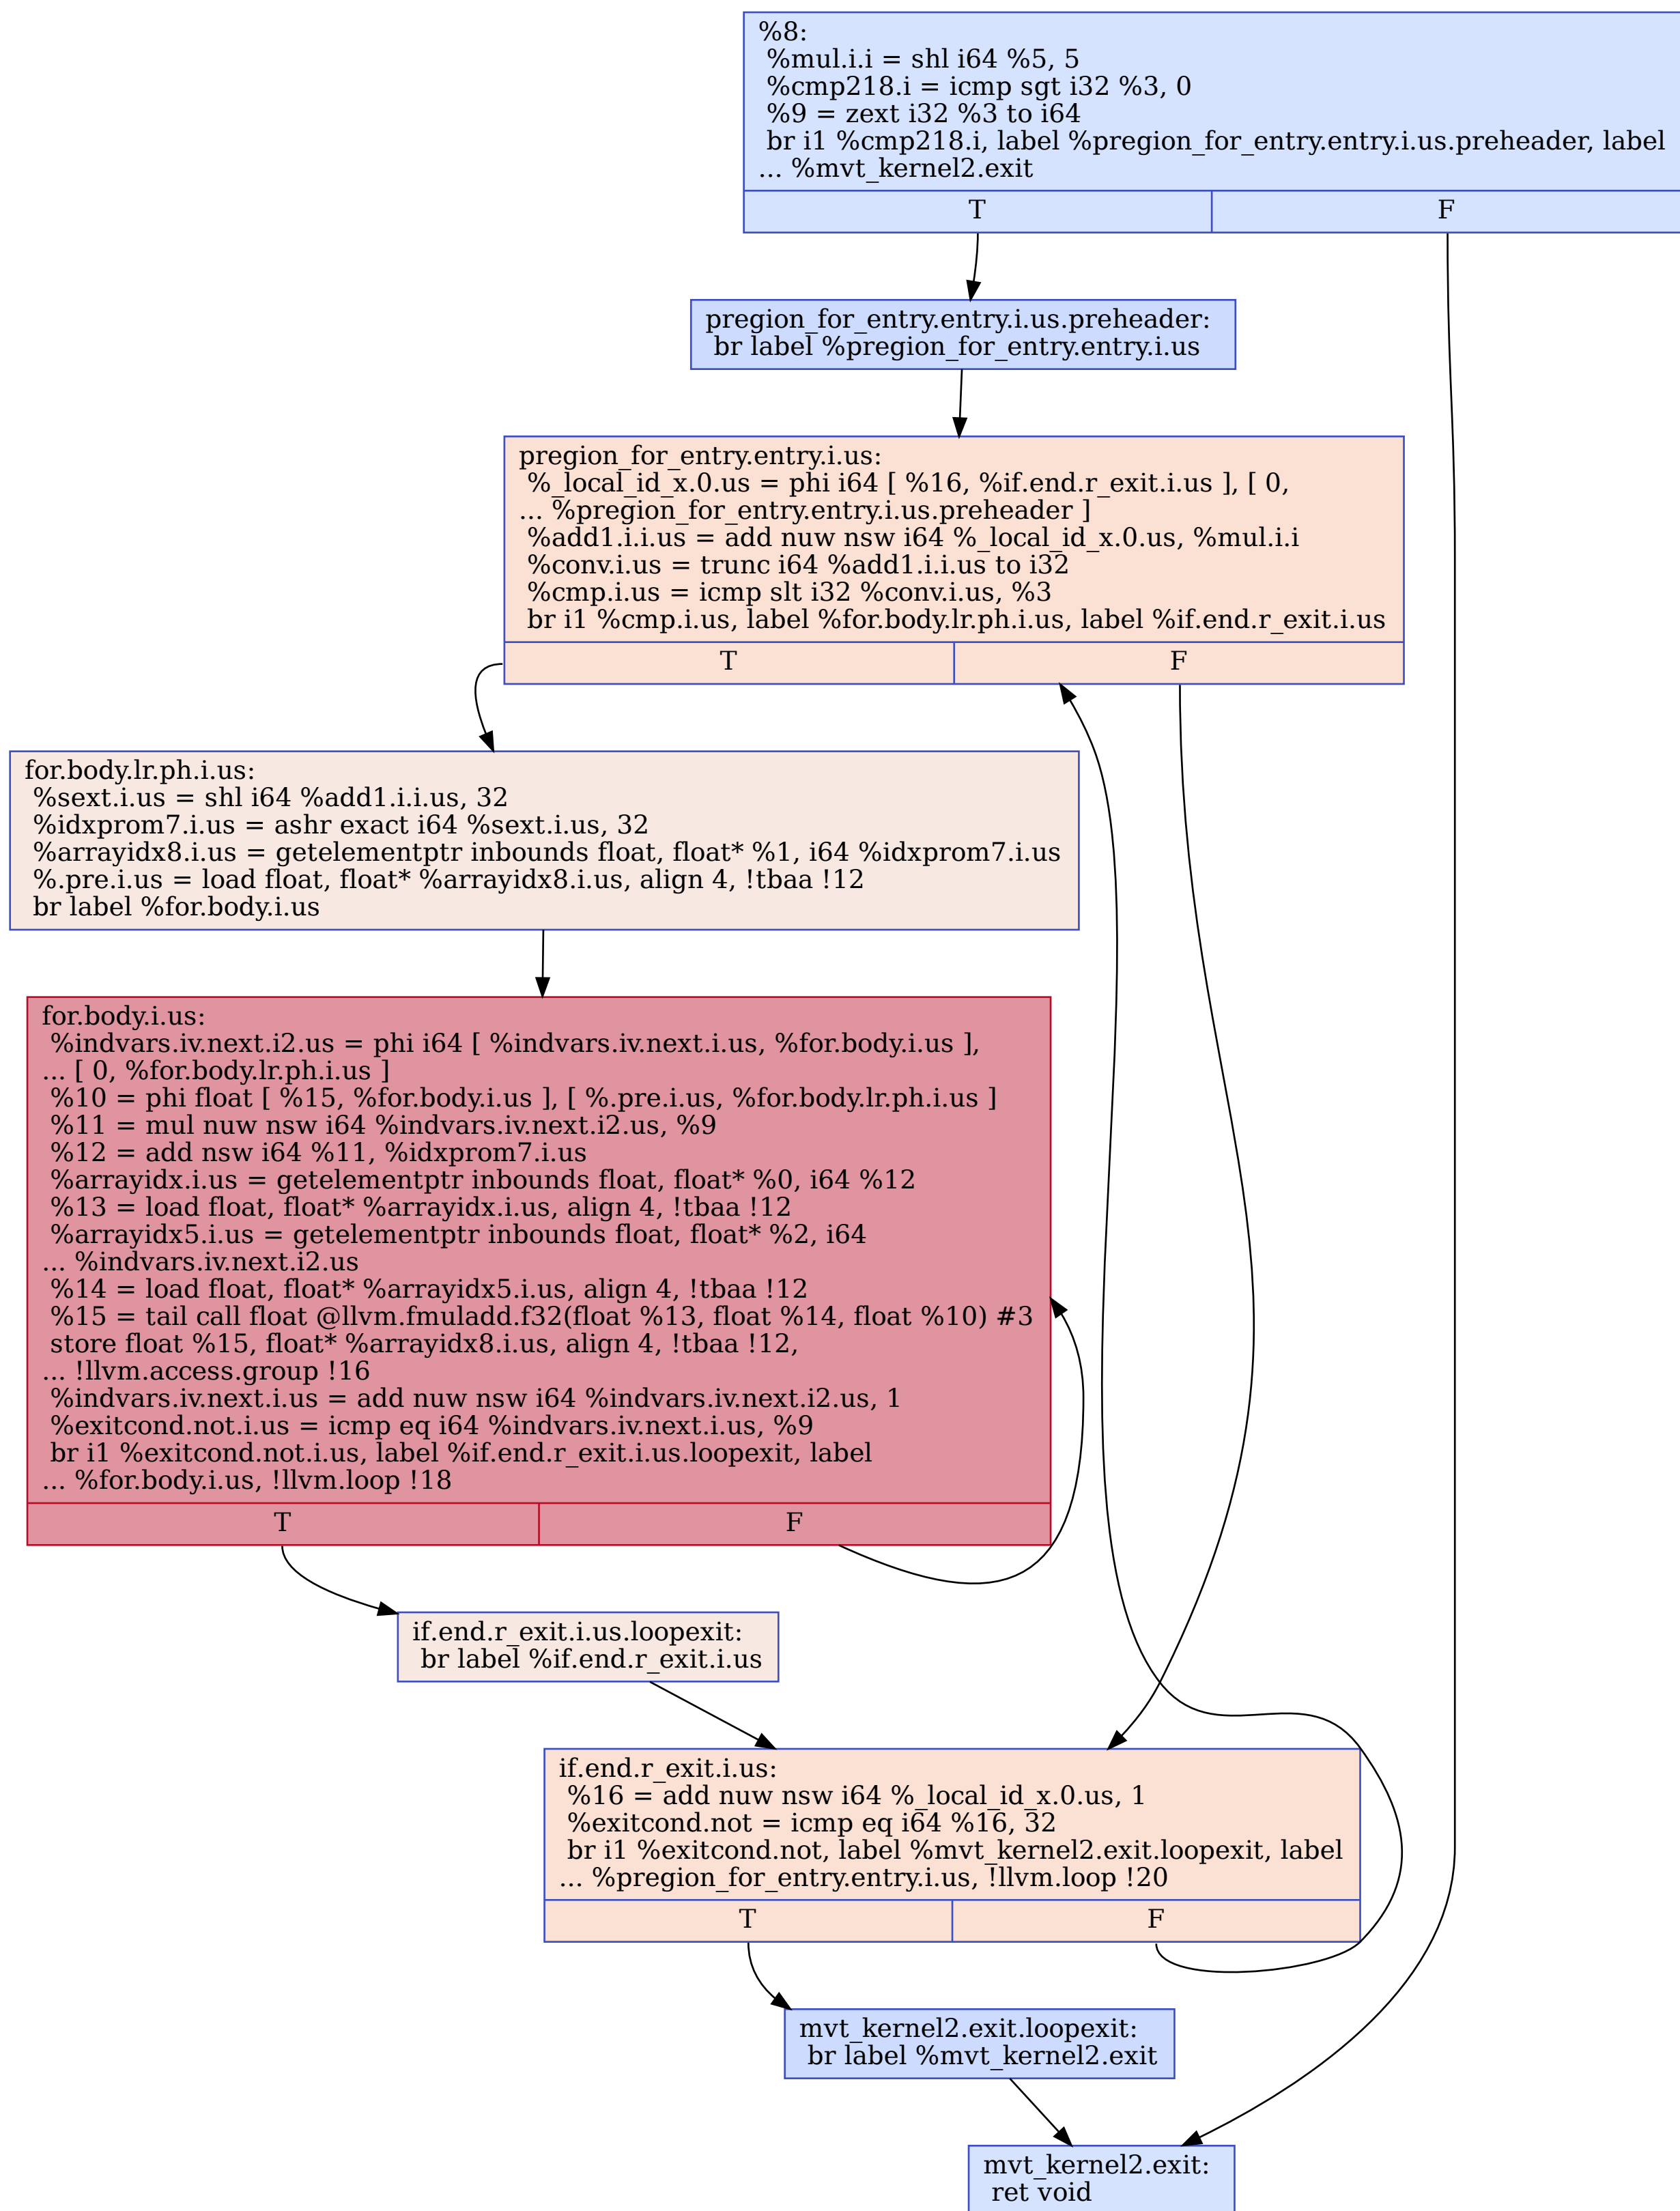 %8:
%mul.i.i = shl i64 %5, 5
%cmp218.i = icmp sgt i32 %3, 0
%9 = zext i32 %3 to i64
br i1 %cmp218.i, label %pregion_for_entry.entry.i.us.preheader, label
... %mvt_kernel2.exit
T F
pregion_for_entry.entry.i.us.preheader:
br label %pregion_for_entry.entry.i.us
pregion_for_entry.entry.i.us:
%_local_id_x.0.us = phi i64 [ %16, %if.end.r_exit.i.us ], [ 0,
... %pregion_for_entry.entry.i.us.preheader ]
%add1.i.i.us = add nuw nsw i64 %_local_id_x.0.us, %mul.i.i
%conv.i.us = trunc i64 %add1.i.i.us to i32
%cmp.i.us = icmp slt i32 %conv.i.us, %3
br i1 %cmp.i.us, label %for.body.lr.ph.i.us, label %if.end.r_exit.i.us
T F
for.body.lr.ph.i.us:
%sext.i.us = shl i64 %add1.i.i.us, 32
%idxprom7.i.us = ashr exact i64 %sext.i.us, 32
%arrayidx8.i.us = getelementptr inbounds float, float* %1, i64 %idxprom7.i.us
%.pre.i.us = load float, float* %arrayidx8.i.us, align 4, !tbaa !12
br label %for.body.i.us
for.body.i.us:
%indvars.iv.next.i2.us = phi i64 [ %indvars.iv.next.i.us, %for.body.i.us ],
... [ 0, %for.body.lr.ph.i.us ]
%10 = phi float [ %15, %for.body.i.us ], [ %.pre.i.us, %for.body.lr.ph.i.us ]
%11 = mul nuw nsw i64 %indvars.iv.next.i2.us, %9
%12 = add nsw i64 %11, %idxprom7.i.us
%arrayidx.i.us = getelementptr inbounds float, float* %0, i64 %12
%13 = load float, float* %arrayidx.i.us, align 4, !tbaa !12
%arrayidx5.i.us = getelementptr inbounds float, float* %2, i64
... %indvars.iv.next.i2.us
%14 = load float, float* %arrayidx5.i.us, align 4, !tbaa !12
%15 = tail call float @llvm.fmuladd.f32(float %13, float %14, float %10) #3
store float %15, float* %arrayidx8.i.us, align 4, !tbaa !12,
... !llvm.access.group !16
%indvars.iv.next.i.us = add nuw nsw i64 %indvars.iv.next.i2.us, 1
%exitcond.not.i.us = icmp eq i64 %indvars.iv.next.i.us, %9
br i1 %exitcond.not.i.us, label %if.end.r_exit.i.us.loopexit, label
... %for.body.i.us, !llvm.loop !18
T F
if.end.r_exit.i.us.loopexit:
br label %if.end.r_exit.i.us
if.end.r_exit.i.us:
%16 = add nuw nsw i64 %_local_id_x.0.us, 1
%exitcond.not = icmp eq i64 %16, 32
br i1 %exitcond.not, label %mvt_kernel2.exit.loopexit, label
... %pregion_for_entry.entry.i.us, !llvm.loop !20
T F
mvt_kernel2.exit.loopexit:
br label %mvt_kernel2.exit
mvt_kernel2.exit:
ret void